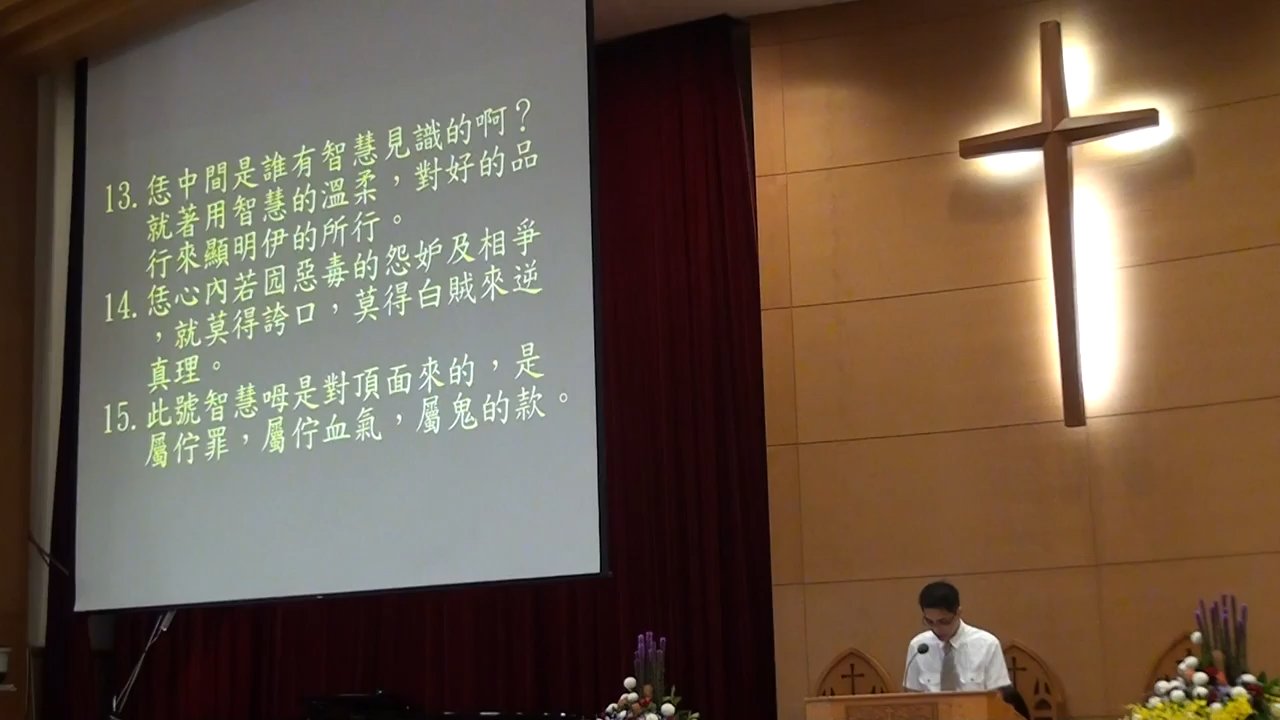 13. 恁中間是誰有智慧見識的啊？
就著用智慧的溫柔，對好的品
行來顯明伊的所行。
14. 恁心內若囥惡毒的怨妒及相爭
，就莫得誇口，莫得白賊來逆
真理。
15. 此號智慧呣是對頂面來的，是
屬佇罪，屬佇血氣，屬鬼的款。